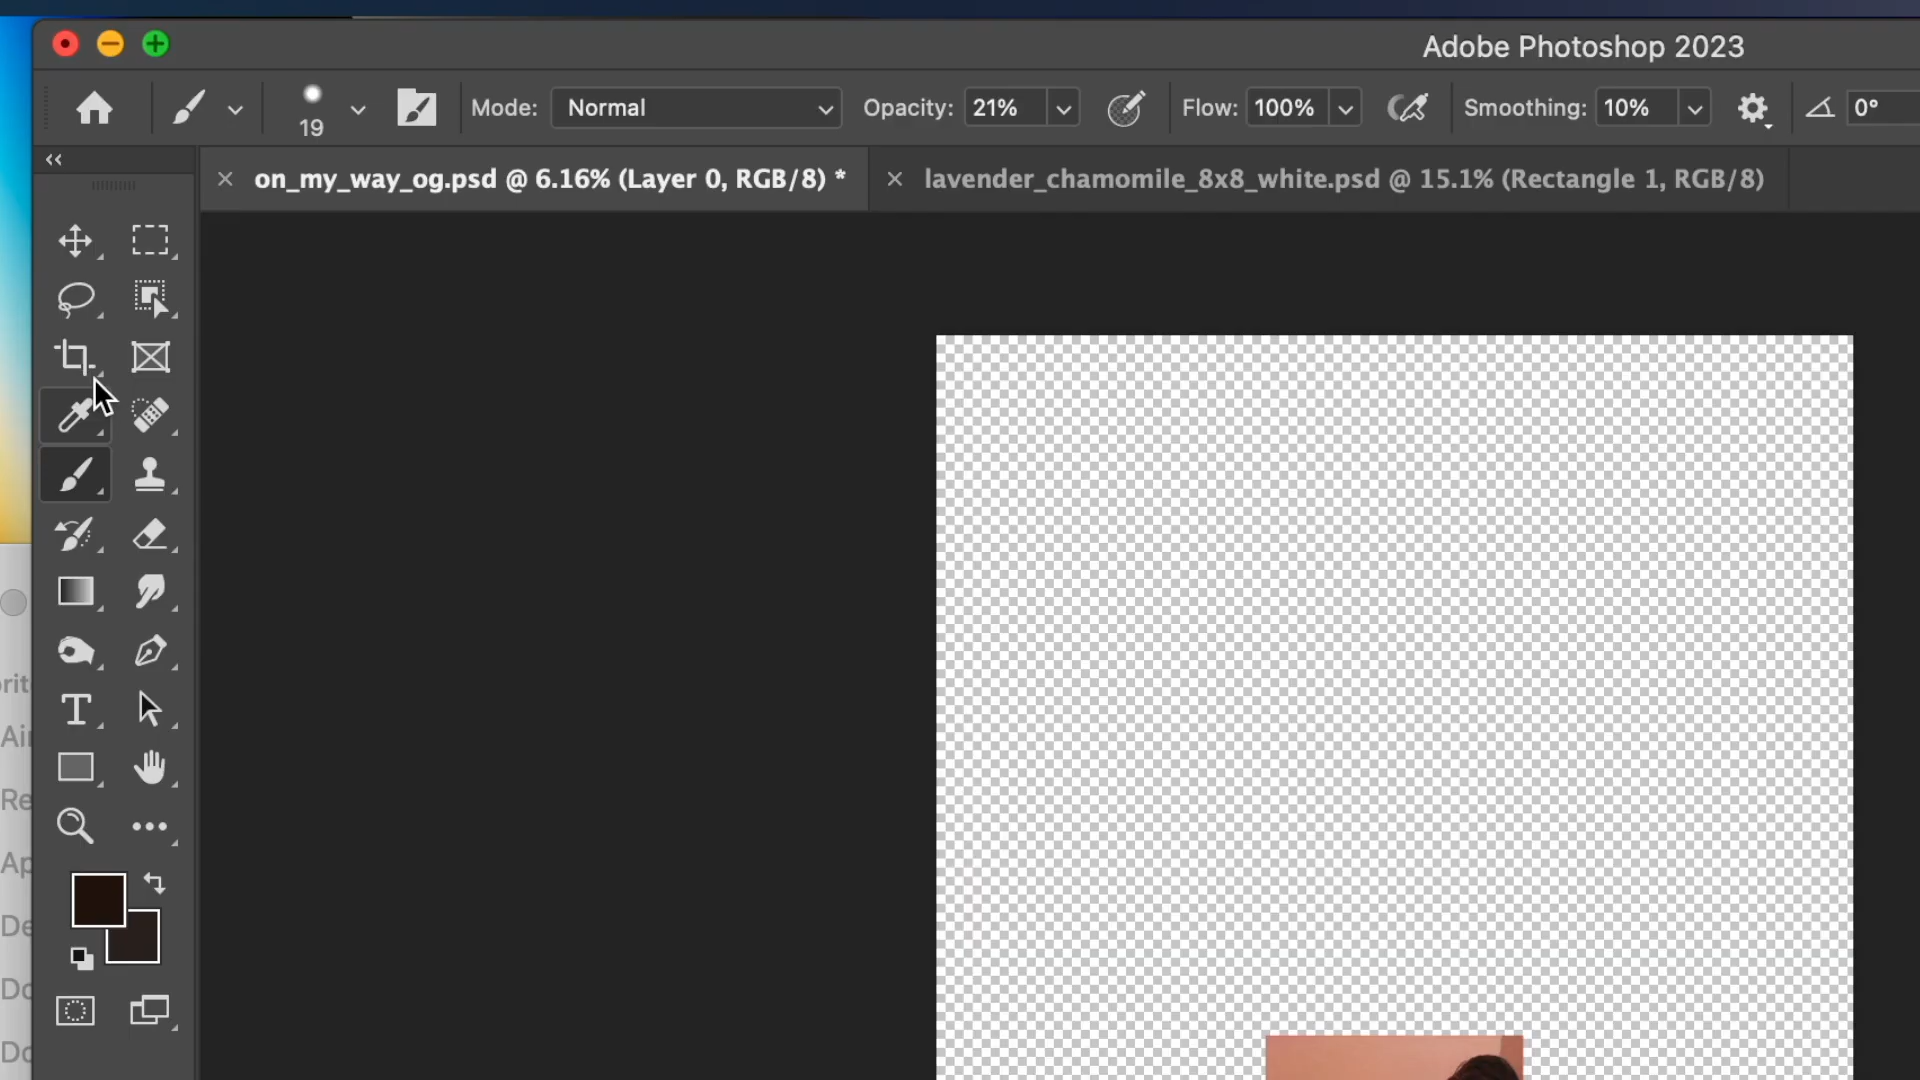 Adobe Photoshop 2023
19
Mode: Normal Opacity: 21% Flow: 100% Smoothing: 10% 0°
on_my_way_og.psd @ 6.16% (Layer 0, RGB/8) * lavender_chamomile_8x8_white.psd @ 15.1% (Rectangle 1, RGB/8)